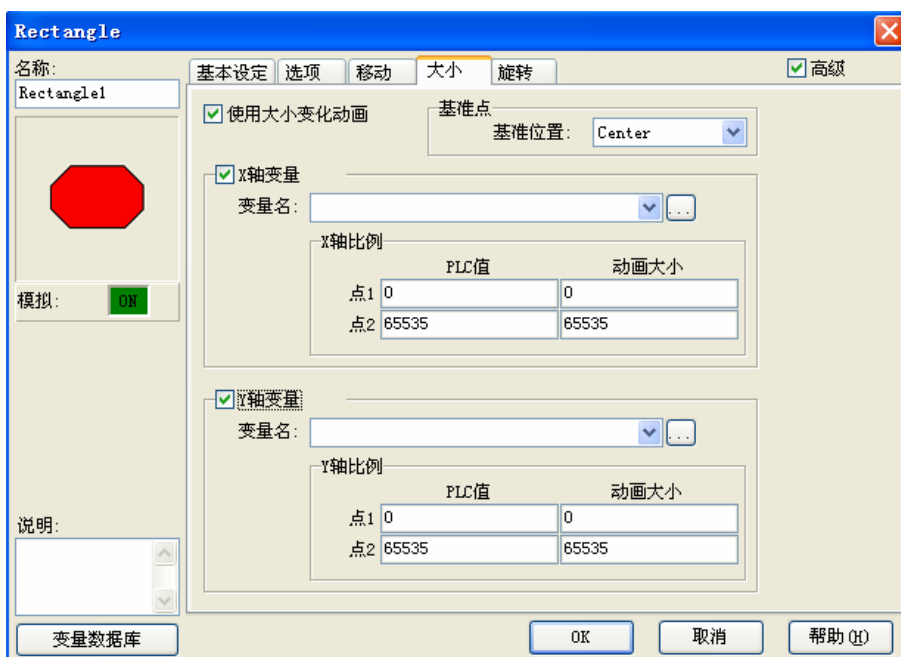 Rectangle
名称:
Rectangle1
模拟:
ON
说明:
变量数据库
基本设定 选项 移动 大小 旋转
高级
使用大小变化动画
基准点
基准位置: Center
X轴变量
变量名: ...
X轴比例
PLC值 动画大小
点1 0 0
点2 65535 65535
Y轴变量
变量名: ...
Y轴比例
PLC值 动画大小
点1 0 0
点2 65535 65535
OK 取消 帮助(H)